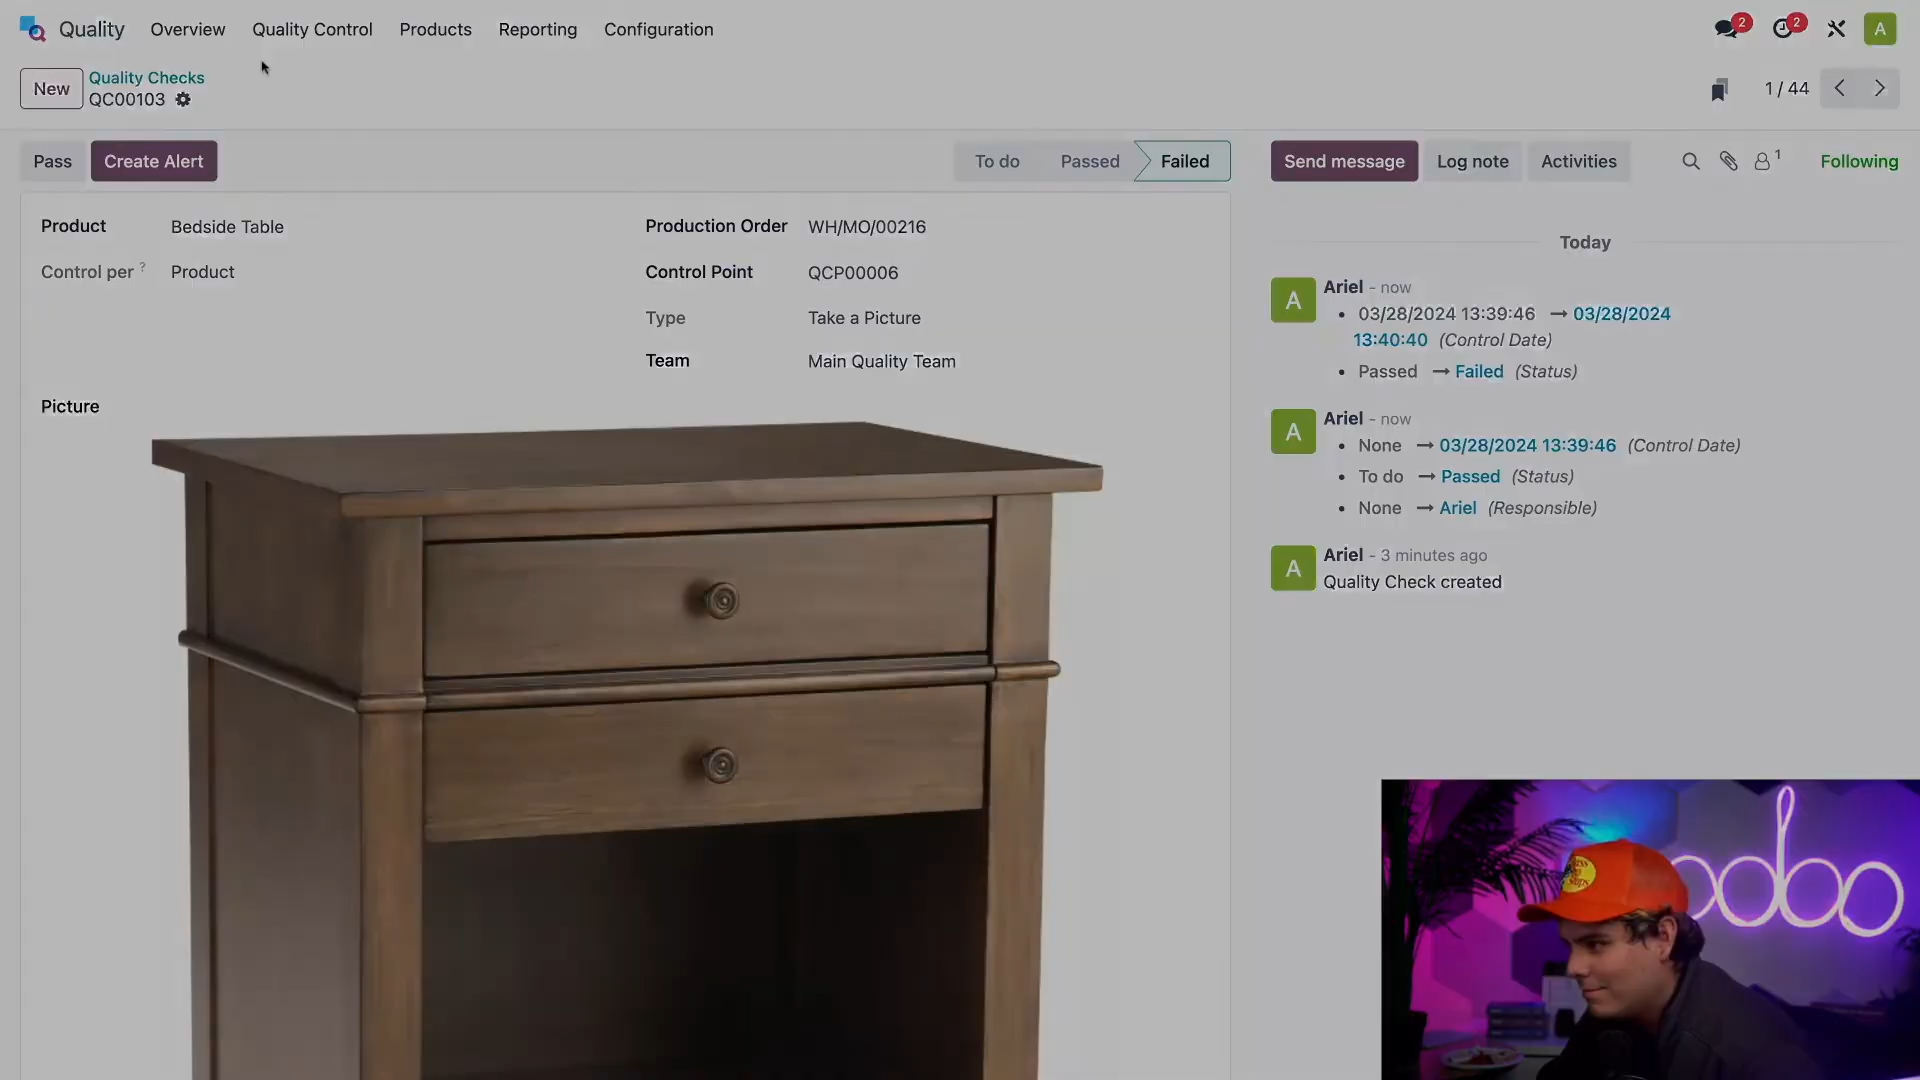 Quality Overview Quality Control Products Reporting Configuration 2 2 A
New Quality Checks
QC00103 1 / 44
Pass Create Alert To do Passed Failed Send message Log note Activities 1 Following
Product Bedside Table Production Order WH/MO/00216
Control per ? Product Control Point QCP00006
Type Take a Picture
Team Main Quality Team
Picture
Today
A Ariel - now
• 03/28/2024 13:39:46 → 03/28/2024
13:40:40 (Control Date)
• Passed → Failed (Status)
A Ariel - now
• None → 03/28/2024 13:39:46 (Control Date)
• To do → Passed (Status)
• None → Ariel (Responsible)
A Ariel - 3 minutes ago
Quality Check created
odoo